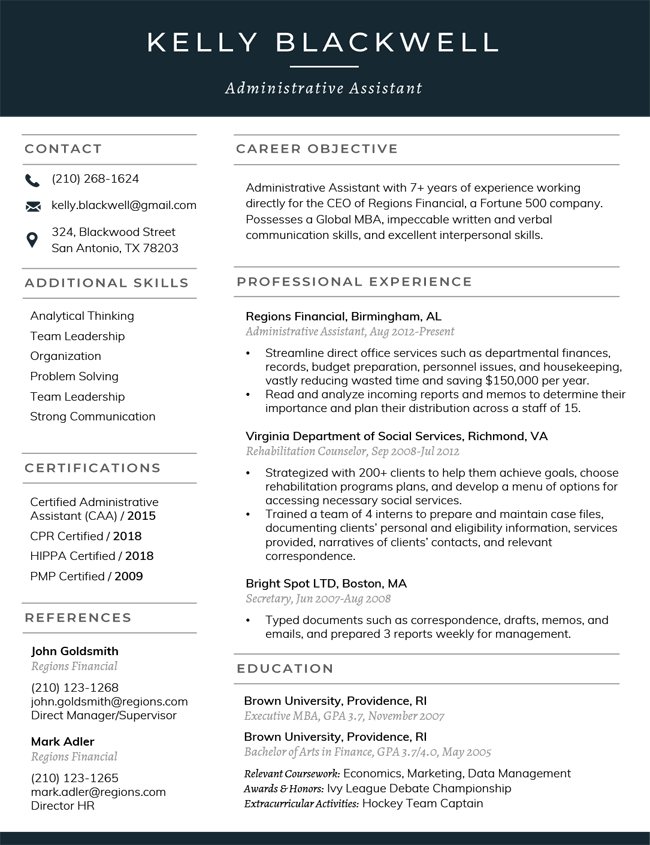 KELLY BLACKWELL
Administrative Assistant
CONTACT
(210) 268-1624
kelly.blackwell@gmail.com
324, Blackwood Street
San Antonio, TX 78203
ADDITIONAL SKILLS
Analytical Thinking
Team Leadership
Organization
Problem Solving
Team Leadership
Strong Communication
CERTIFICATIONS
Certified Administrative
Assistant (CAA) / 2015
CPR Certified / 2018
HIPPA Certified / 2018
PMP Certified / 2009
REFERENCES
John Goldsmith
Regions Financial
(210) 123-1268
john.goldsmith@regions.com
Direct Manager/Supervisor
Mark Adler
Regions Financial
(210) 123-1265
mark.adler@regions.com
Director HR
CAREER OBJECTIVE
Administrative Assistant with 7+ years of experience working
directly for the CEO of Regions Financial, a Fortune 500 company.
Possesses a Global MBA, impeccable written and verbal
communication skills, and excellent interpersonal skills.
PROFESSIONAL EXPERIENCE
Regions Financial, Birmingham, AL
Administrative Assistant, Aug 2012-Present
• Streamline direct office services such as departmental finances,
records, budget preparation, personnel issues, and housekeeping,
vastly reducing wasted time and saving $150,000 per year.
• Read and analyze incoming reports and memos to determine their
importance and plan their distribution across a staff of 15.
Virginia Department of Social Services, Richmond, VA
Rehabilitation Counselor, Sep 2008-Jul 2012
• Strategized with 200+ clients to help them achieve goals, choose
rehabilitation programs plans, and develop a menu of options for
accessing necessary social services.
• Trained a team of 4 interns to prepare and maintain case files,
documenting clients’ personal and eligibility information, services
provided, narratives of clients’ contacts, and relevant
correspondence.
Bright Spot LTD, Boston, MA
Secretary, Jun 2007-Aug 2008
• Typed documents such as correspondence, drafts, memos, and
emails, and prepared 3 reports weekly for management.
EDUCATION
Brown University, Providence, RI
Executive MBA, GPA 3.7, November 2007
Brown University, Providence, RI
Bachelor of Arts in Finance, GPA 3.7/4.0, May 2005
Relevant Coursework: Economics, Marketing, Data Management
Awards & Honors: Ivy League Debate Championship
Extracurricular Activities: Hockey Team Captain